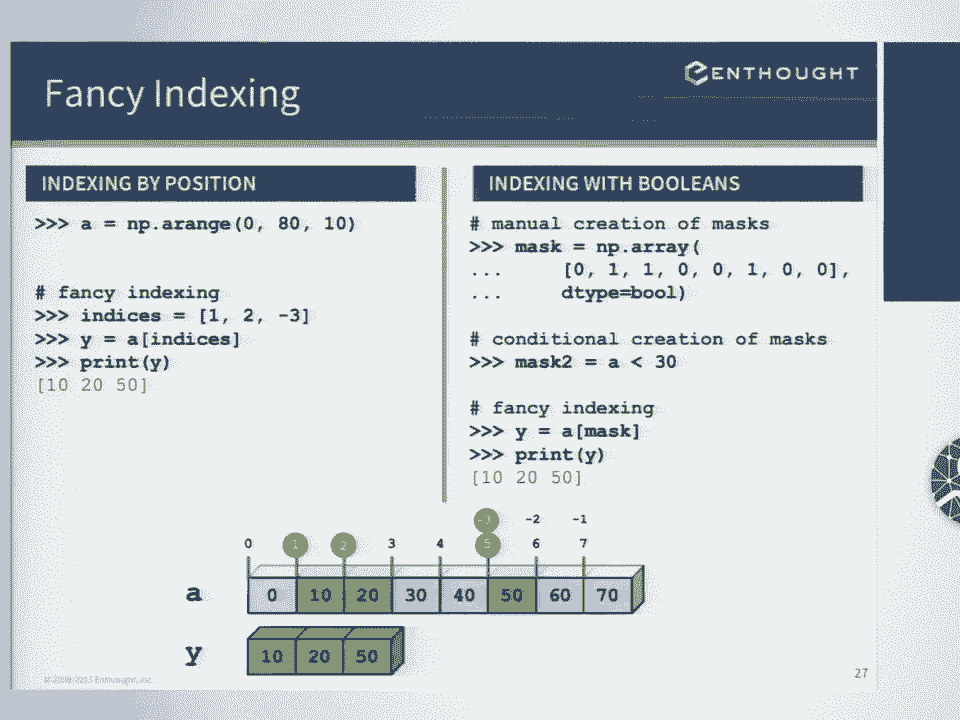 Fancy Indexing
ENTHOUGHT
INDEXING BY POSITION
>>> a = np.arange(0, 80, 10)
# fancy indexing
>>> indices = [1, 2, -3]
>>> y = a[indices]
>>> print(y)
[10 20 50]
INDEXING WITH BOOLEANS
# manual creation of masks
>>> mask = np.array(
...     [0, 1, 1, 0, 0, 1, 0, 0],
...     dtype=bool)
# conditional creation of masks
>>> mask2 = a < 30
# fancy indexing
>>> y = a[mask]
>>> print(y)
[10 20 50]
-3 -2 -1
0 1 2 3 4 5 6 7
a 0 10 20 30 40 50 60 70
y 10 20 50
Enthought, Inc.
27